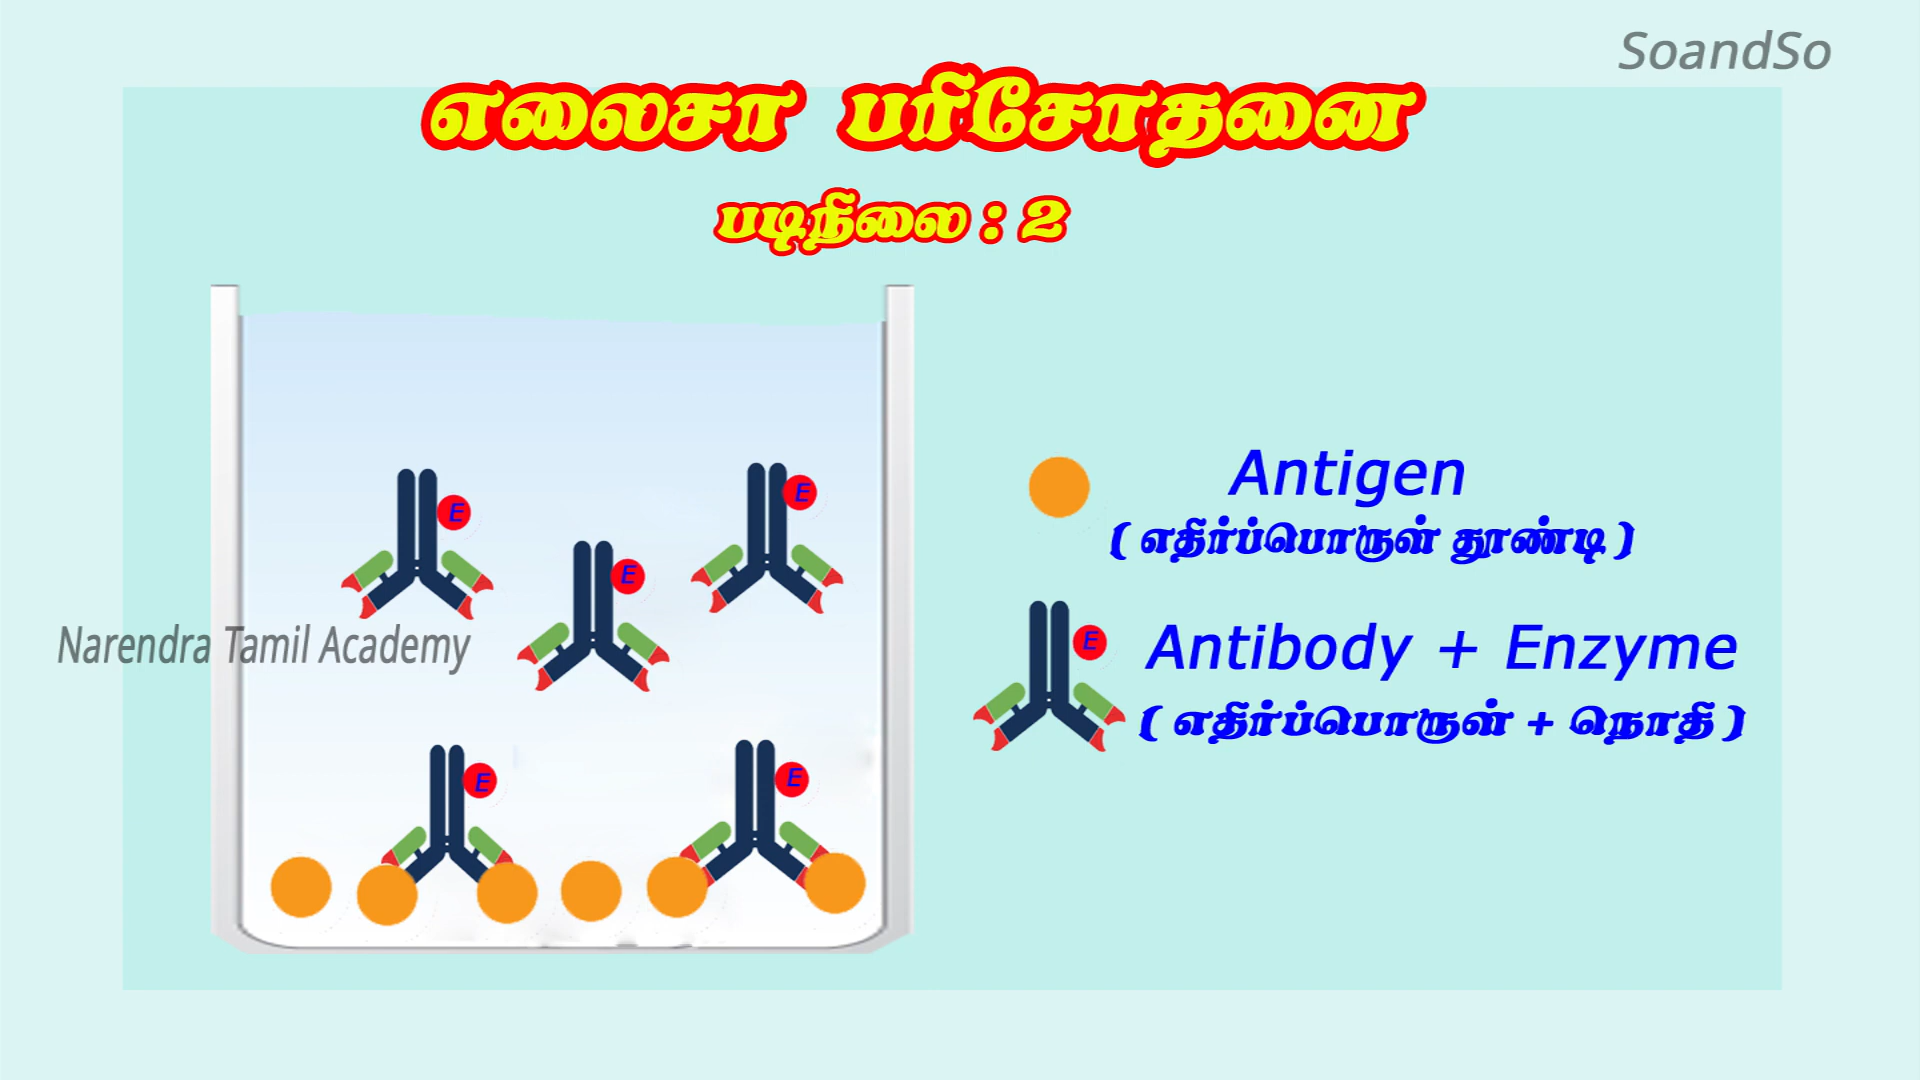 SoandSo
எலைசா பரிசோதனை
படிநிலை : 2
E
E
E
E
E
Antigen
( எதிர்ப்பொருள் தூண்டி )
E
Antibody + Enzyme
( எதிர்ப்பொருள் + நொதி )
Narendra Tamil Academy